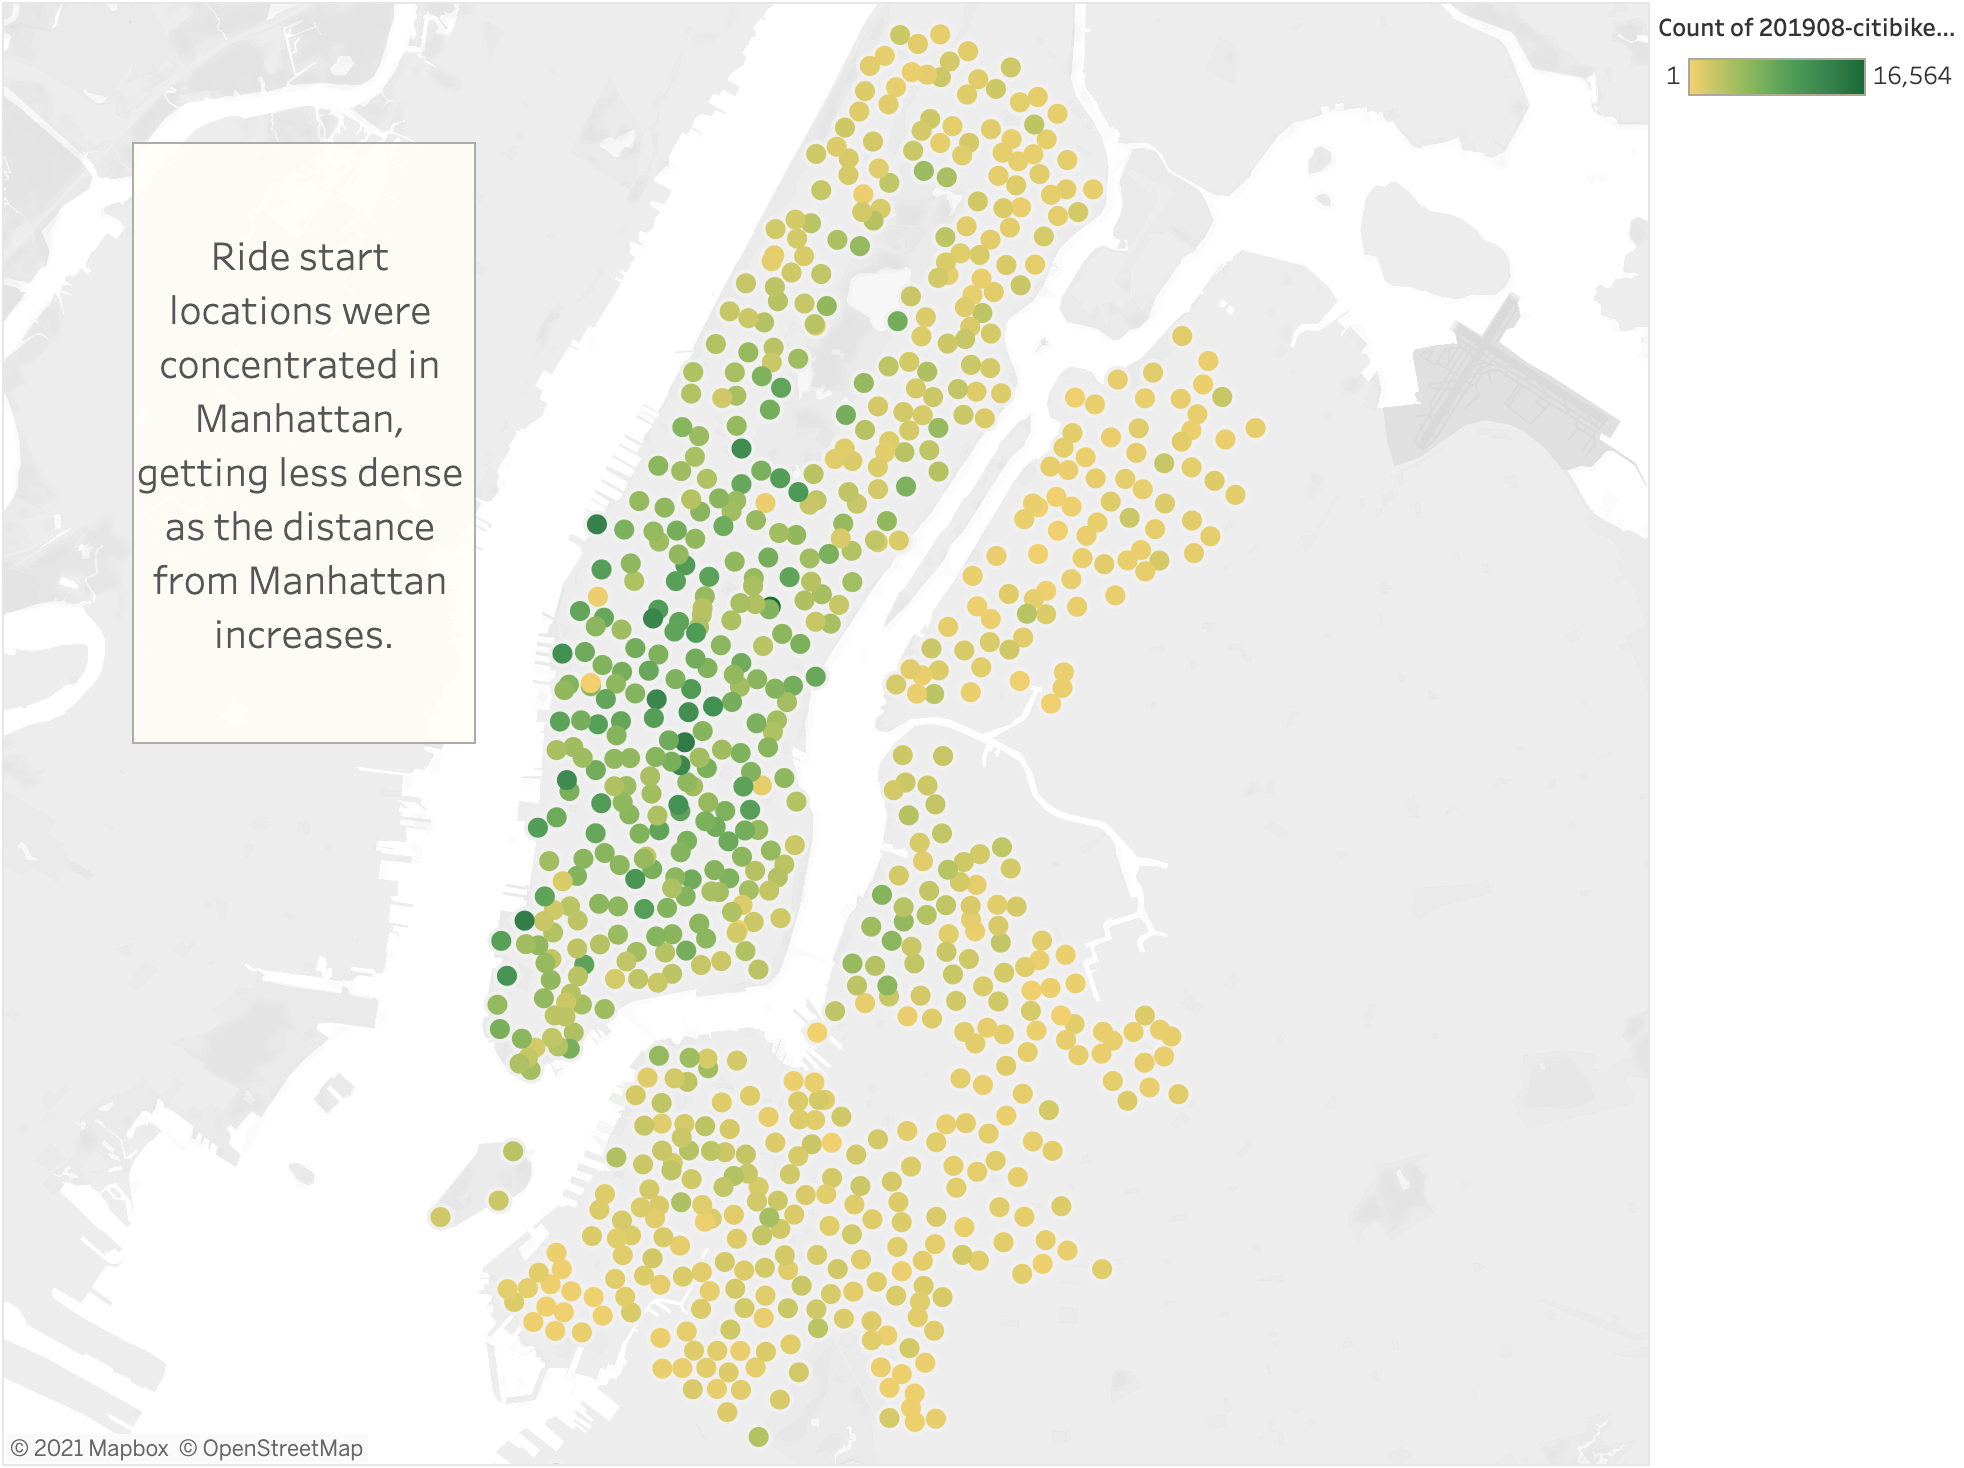 Count of 201908-citibike...
1 16,564
Ride start
locations were
concentrated in
Manhattan,
getting less dense
as the distance
from Manhattan
increases.
© 2021 Mapbox © OpenStreetMap